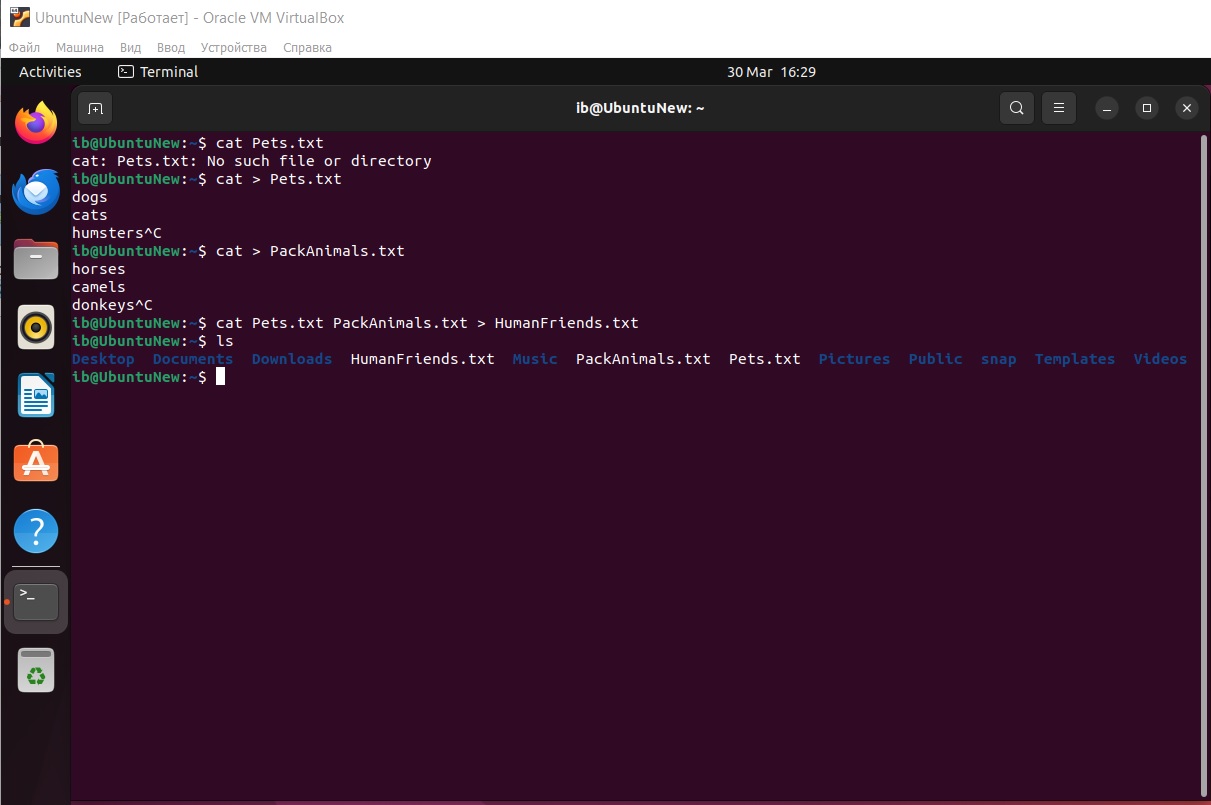 UbuntuNew [Работает] - Oracle VM VirtualBox
Файл Машина Вид Ввод Устройства Справка
Activities Terminal 30 Mar 16:29
ib@UbuntuNew: ~
ib@UbuntuNew:~$ cat Pets.txt
cat: Pets.txt: No such file or directory
ib@UbuntuNew:~$ cat > Pets.txt
dogs
cats
humsters^C
ib@UbuntuNew:~$ cat > PackAnimals.txt
horses
camels
donkeys^C
ib@UbuntuNew:~$ cat Pets.txt PackAnimals.txt > HumanFriends.txt
ib@UbuntuNew:~$ ls
Desktop Documents Downloads HumanFriends.txt Music PackAnimals.txt Pets.txt Pictures Public snap Templates Videos
ib@UbuntuNew:~$